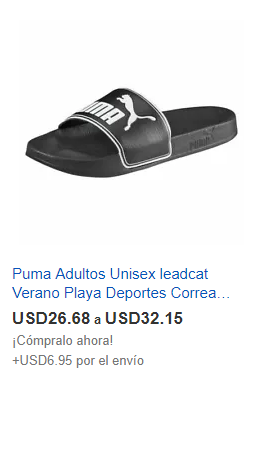 PUMA
PUMA
Puma Adultos Unisex leadcat
Verano Playa Deportes Correa...
USD26.68 a USD32.15
¡Cómpralo ahora!
+USD6.95 por el envío